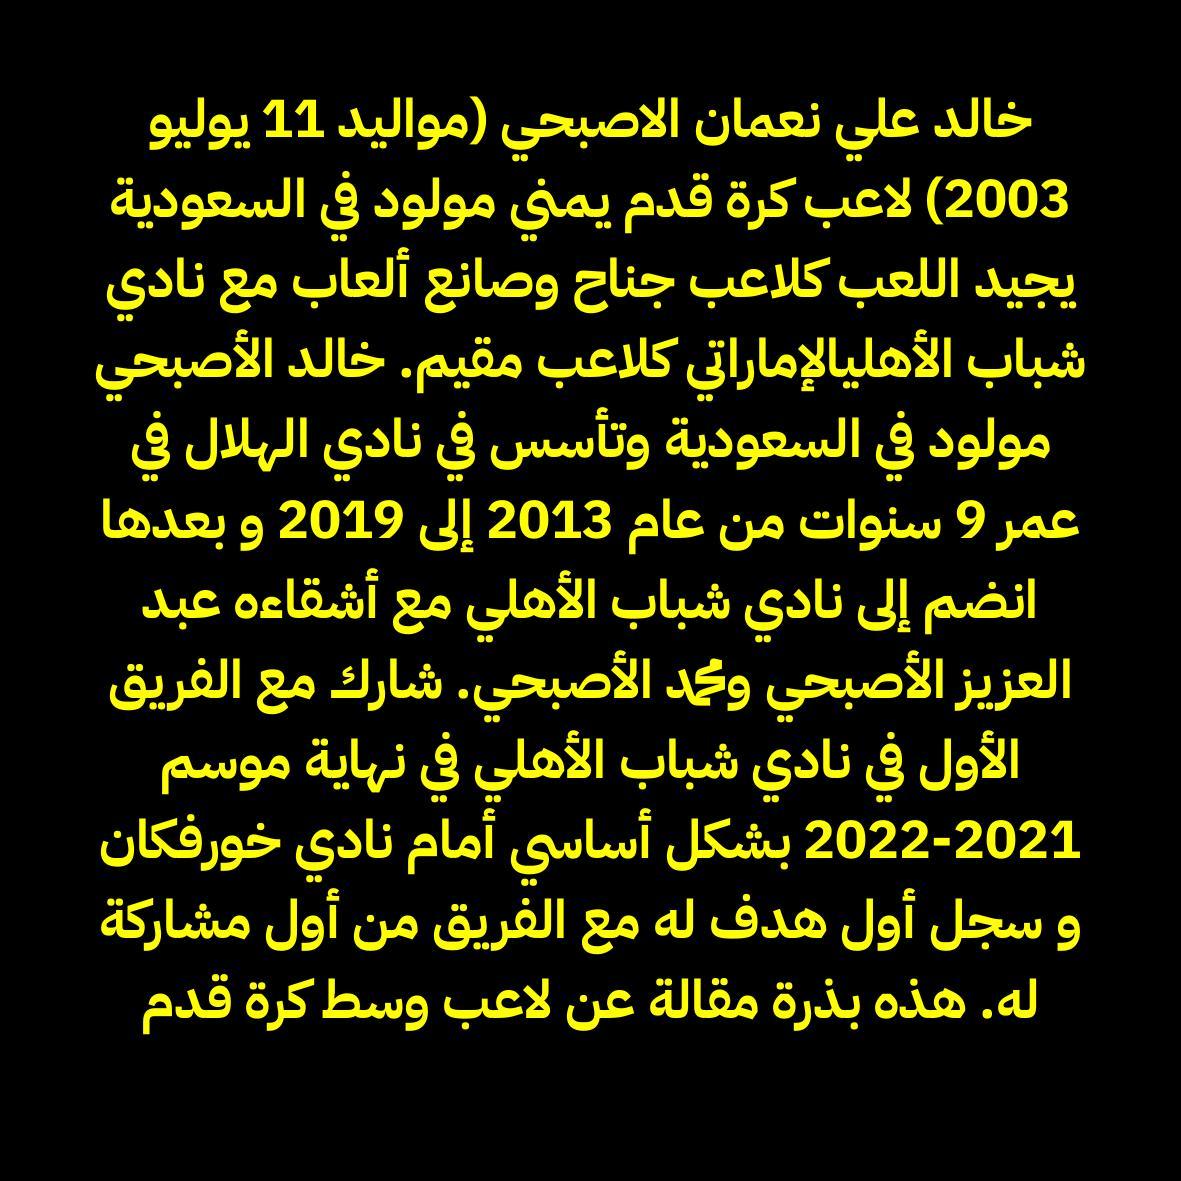 خالد علي نعمان الاصبحي (مواليد 11 يوليو
2003) لاعب كرة قدم يمني مولود في السعودية
يجيد اللعب كلاعب جناح وصانع ألعاب مع نادي
شباب الأهليالإماراتي كلاعب مقيم. خالد الأصبحي
مولود في السعودية وتأسس في نادي الهلال في
عمر 9 سنوات من عام 2013 إلى 2019 و بعدها
انضم إلى نادي شباب الأهلي مع أشقاءه عبد
العزيز الأصبحي ومحمد الأصبحي. شارك مع الفريق
الأول في نادي شباب الأهلي في نهاية موسم
2021-2022 بشكل أساسي أمام نادي خورفكان
و سجل أول هدف له مع الفريق من أول مشاركة
له. هذه بذرة مقالة عن لاعب وسط كرة قدم